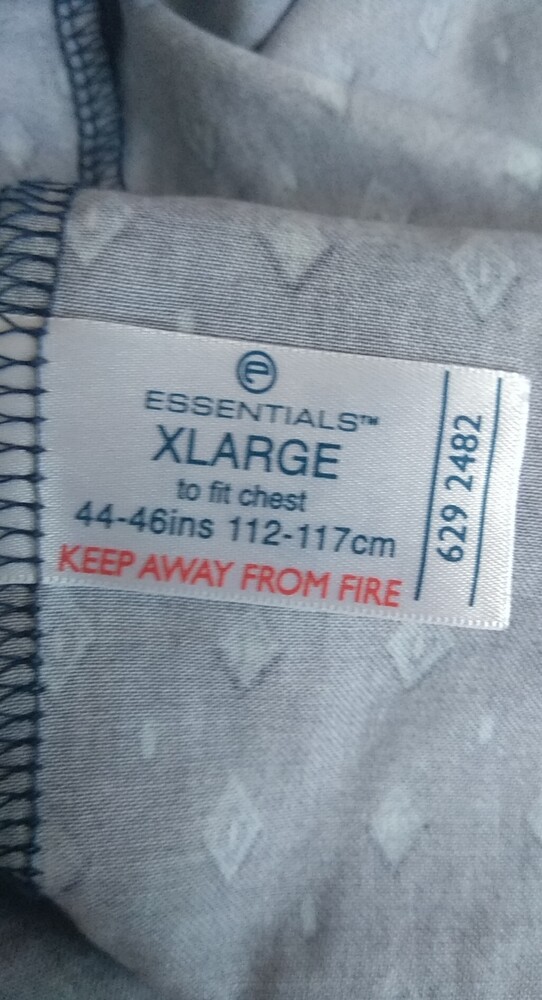 e
ESSENTIALS™
XLARGE
to fit chest
44-46ins 112-117cm
KEEP AWAY FROM FIRE
629 2482